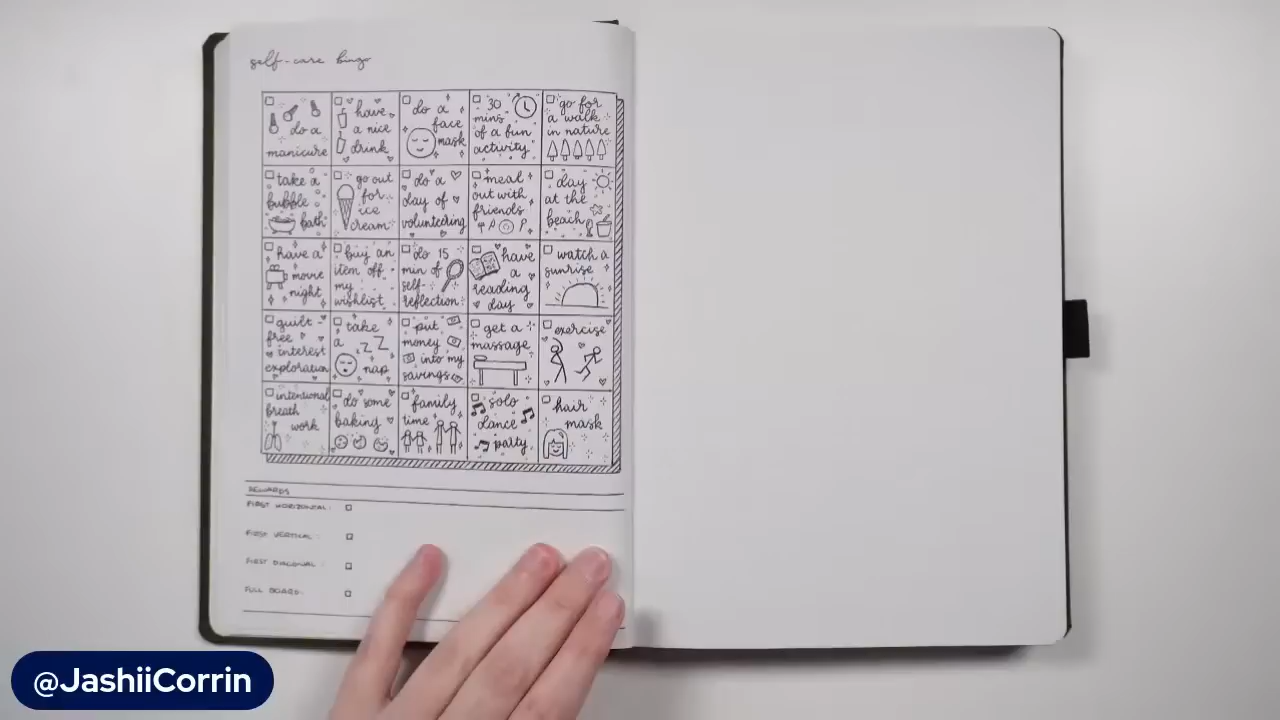 self-care bingo
do a
manicure
have
a nice
drink
do a
face
mask
30
mins
of a fun
activity
go for
a walk
in nature
take a
bubble
bath
go out
for
ice
cream
do a
day of
volunteering
meal
out with
friends
day
at the
beach
have a
movie
night
buy an
item off
my
wishlist
do 15
min of
self-
reflection
have
a
reading
day
watch a
sunrise
guilt-
free
interest
exploration
take
a
zZZ
nap
put
money
into my
savings
get a
massage
exercise
intentional
breath
work
do some
baking
family
time
solo
dance
party
hair
mask
REWARDS
FIRST HORIZONTAL:
FIRST VERTICAL:
FIRST DIAGONAL:
FULL BOARD:
@JashiiCorrin